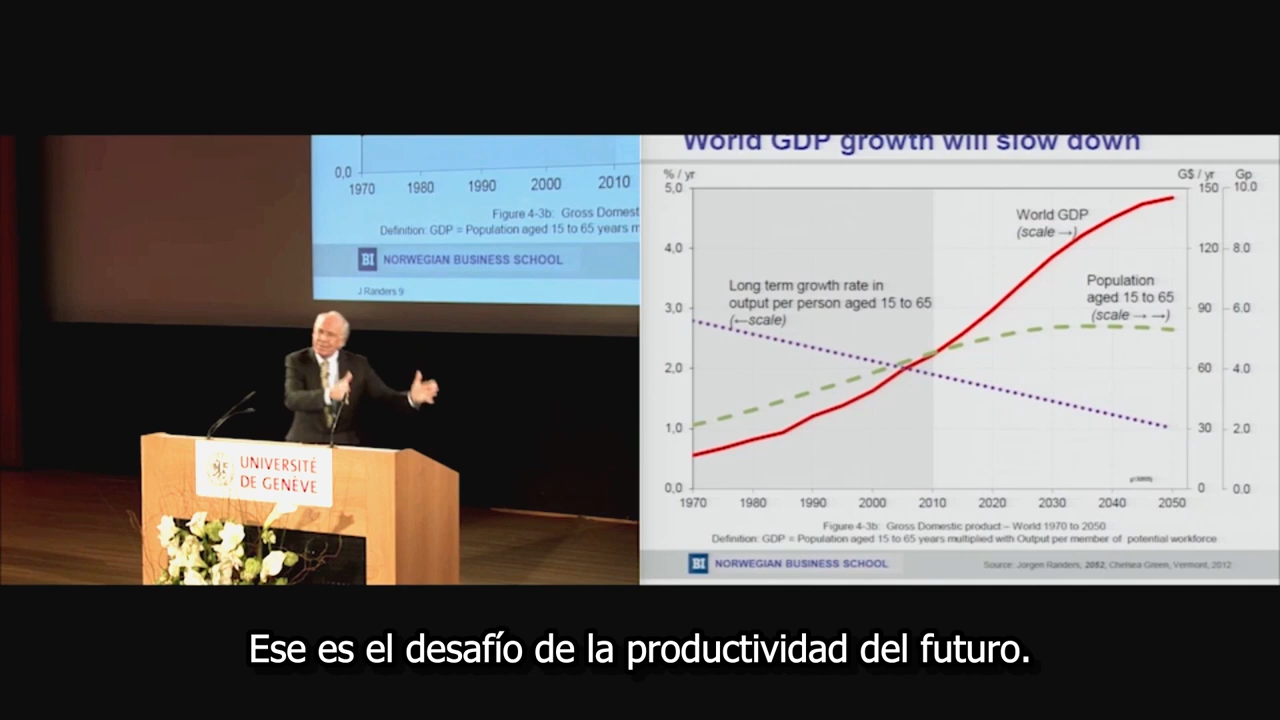 0,0
1970 1980 1990 2000 2010
Figure 4-3b: Gross Domest
Definition: GDP = Population aged 15 to 65 years m
BI NORWEGIAN BUSINESS SCHOOL
J Randers 9
UNIVERSITÉ
DE GENÈVE
World GDP growth will slow down
% / yr G$ / yr Gp
5,0 150 10.0
World GDP
(scale →)
4,0 120 8.0
Long term growth rate in
output per person aged 15 to 65
(←scale)
Population
aged 15 to 65
(scale → →)
3,0 90 6.0
2,0 60 4.0
1,0 30 2.0
0,0 0 0.0
1970 1980 1990 2000 2010 2020 2030 2040 2050
Figure 4-3b: Gross Domestic product – World 1970 to 2050
Definition: GDP = Population aged 15 to 65 years multiplied with Output per member of potential workforce
BI NORWEGIAN BUSINESS SCHOOL
Source: Jorgen Randers, 2052, Chelsea Green, Vermont, 2012
Ese es el desafío de la productividad del futuro.